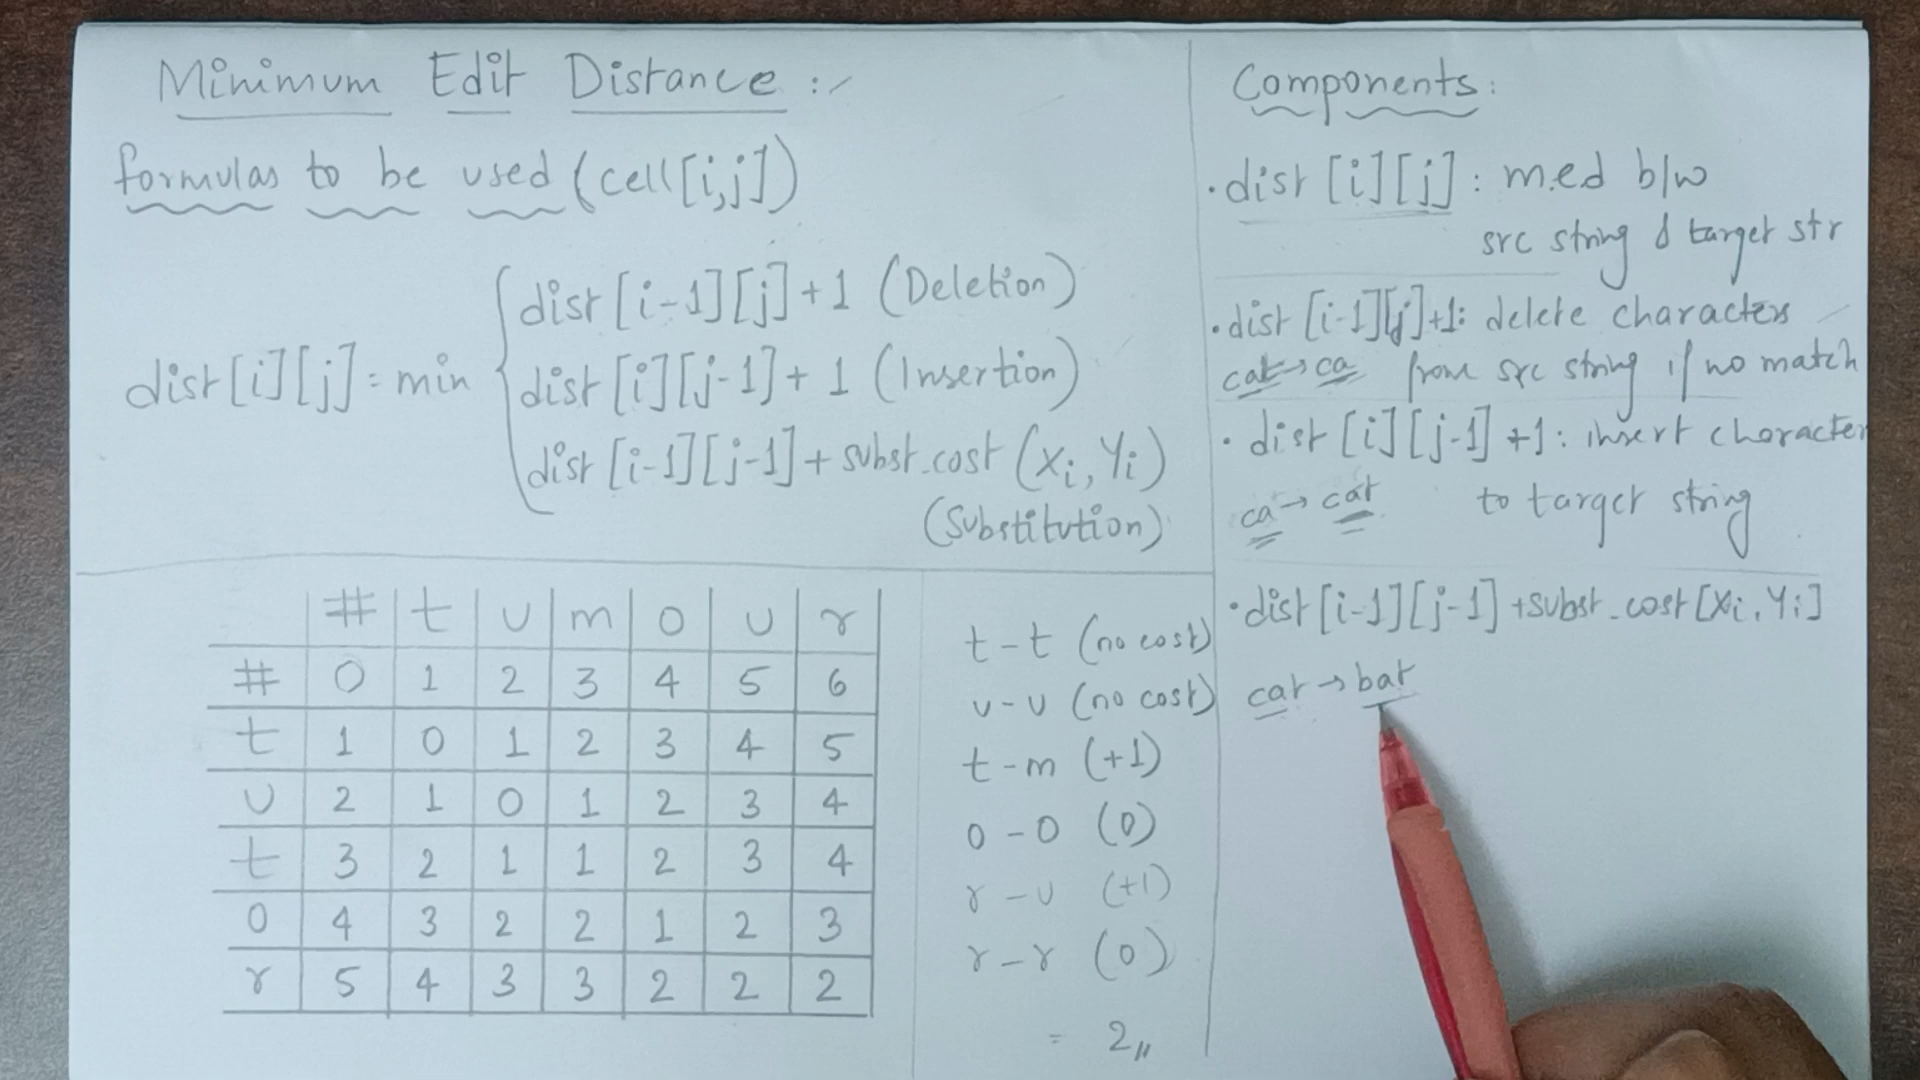 Minimum Edit Distance :-
formulas to be used (cell[i,j])
dist[i][j] = min
dist[i-1][j]+1 (Deletion)
dist[i][j-1]+1 (Insertion)
dist[i-1][j-1]+subst.cost (Xi, Yi)
(Substitution)
# t u m o u r
# 0 1 2 3 4 5 6
t 1 0 1 2 3 4 5
u 2 1 0 1 2 3 4
t 3 2 1 1 2 3 4
o 4 3 2 2 1 2 3
r 5 4 3 3 2 2 2
t-t (no cost)
u-u (no cost)
t-m (+1)
o-o (0)
r-u (+1)
r-r (0)
= 2
Components:
• dist [i][j] : m.e.d b/w
src string & target str
• dist [i-1][j]+1: delete characters
cat→ca from src string if no match
• dist [i][j-1]+1: insert character
ca→cat to target string
• dist[i-1][j-1]+subst.cost[Xi, Yi]
cat→bat